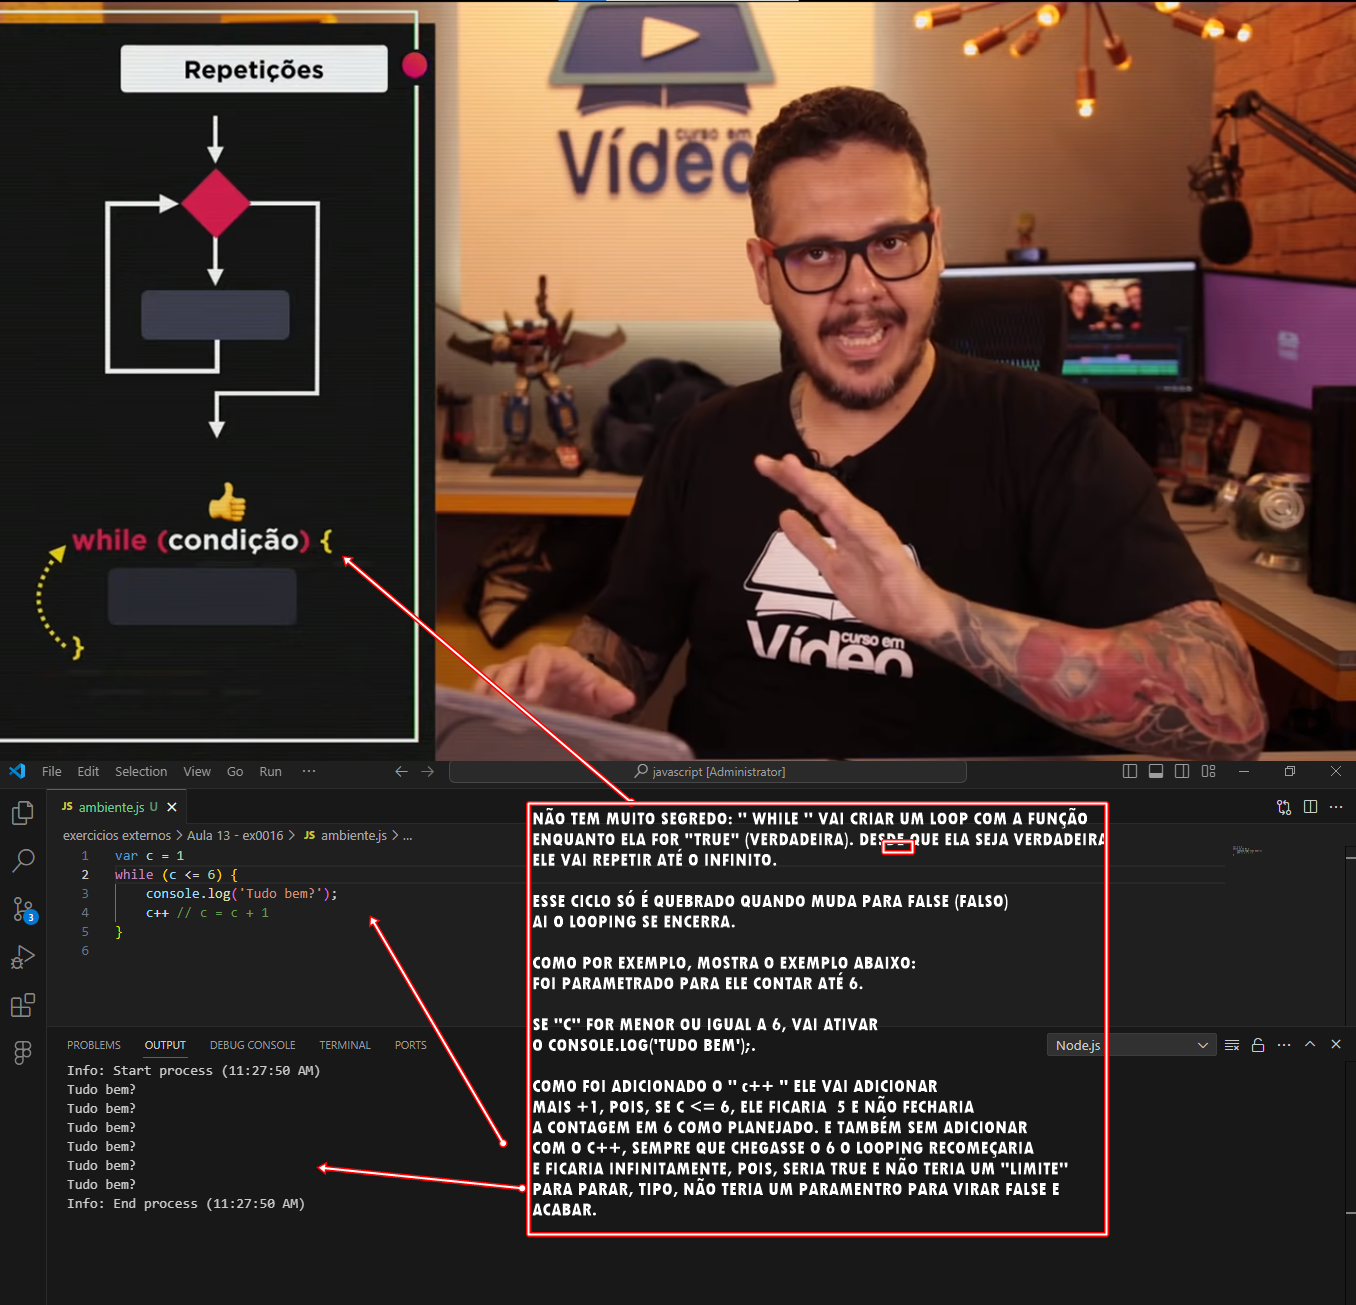 Repetições
curso em
Vídeo
while (condição) {
}
curso em
Vídeo
File Edit Selection View Go Run ...
javascript [Administrator]
JS ambiente.js U
exercicios externos > Aula 13 - ex0016 > JS ambiente.js > ...
1 var c = 1
2 while (c <= 6) {
3 console.log('Tudo bem?');
4 c++ // c = c + 1
5 }
6
3
NÃO TEM MUITO SEGREDO: " WHILE " VAI CRIAR UM LOOP COM A FUNÇÃO
ENQUANTO ELA FOR "TRUE" (VERDADEIRA). DESDE QUE ELA SEJA VERDADEIRA
ELE VAI REPETIR ATÉ O INFINITO.
ESSE CICLO SÓ É QUEBRADO QUANDO MUDA PARA FALSE (FALSO)
AI O LOOPING SE ENCERRA.
COMO POR EXEMPLO, MOSTRA O EXEMPLO ABAIXO:
FOI PARAMETRADO PARA ELE CONTAR ATÉ 6.
SE "C" FOR MENOR OU IGUAL A 6, VAI ATIVAR
O CONSOLE.LOG('TUDO BEM');.
COMO FOI ADICIONADO O " c++ " ELE VAI ADICIONAR
MAIS +1, POIS, SE C <= 6, ELE FICARIA 5 E NÃO FECHARIA
A CONTAGEM EM 6 COMO PLANEJADO. E TAMBÉM SEM ADICIONAR
COM O C++, SEMPRE QUE CHEGASSE O 6 O LOOPING RECOMEÇARIA
E FICARIA INFINITAMENTE, POIS, SERIA TRUE E NÃO TERIA UM "LIMITE"
PARA PARAR, TIPO, NÃO TERIA UM PARAMENTRO PARA VIRAR FALSE E
ACABAR.
PROBLEMS OUTPUT DEBUG CONSOLE TERMINAL PORTS
Node.js
Info: Start process (11:27:50 AM)
Tudo bem?
Tudo bem?
Tudo bem?
Tudo bem?
Tudo bem?
Tudo bem?
Info: End process (11:27:50 AM)